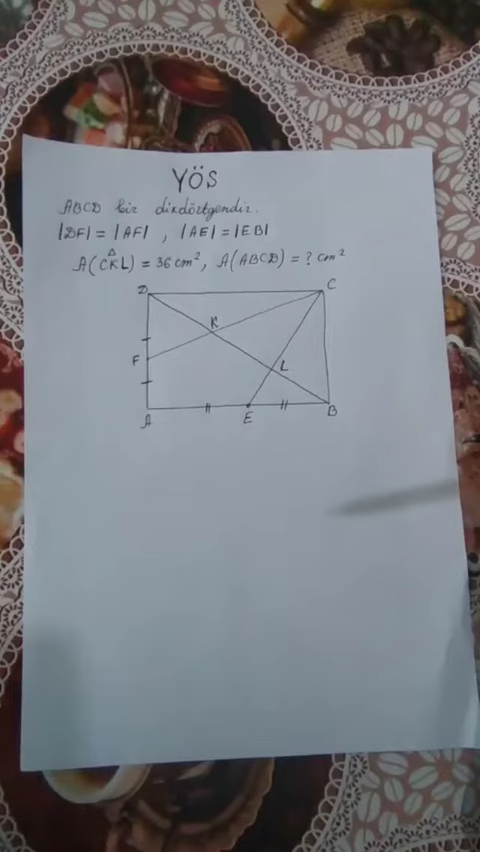 YÖS
ABCD bir dikdörtgendir.
|DF| = |AF| , |AE| = |EB|
A(CKL) = 36 cm², A(ABCD) = ? cm²
D C
K
F L
A E B